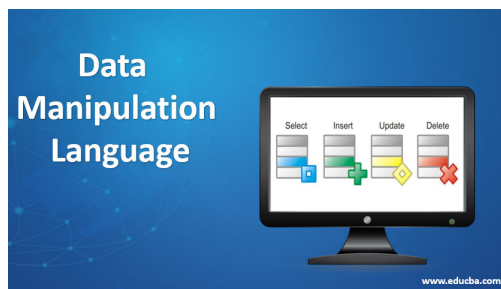 Data
Manipulation
Language
Select Insert Update Delete
www.educba.com